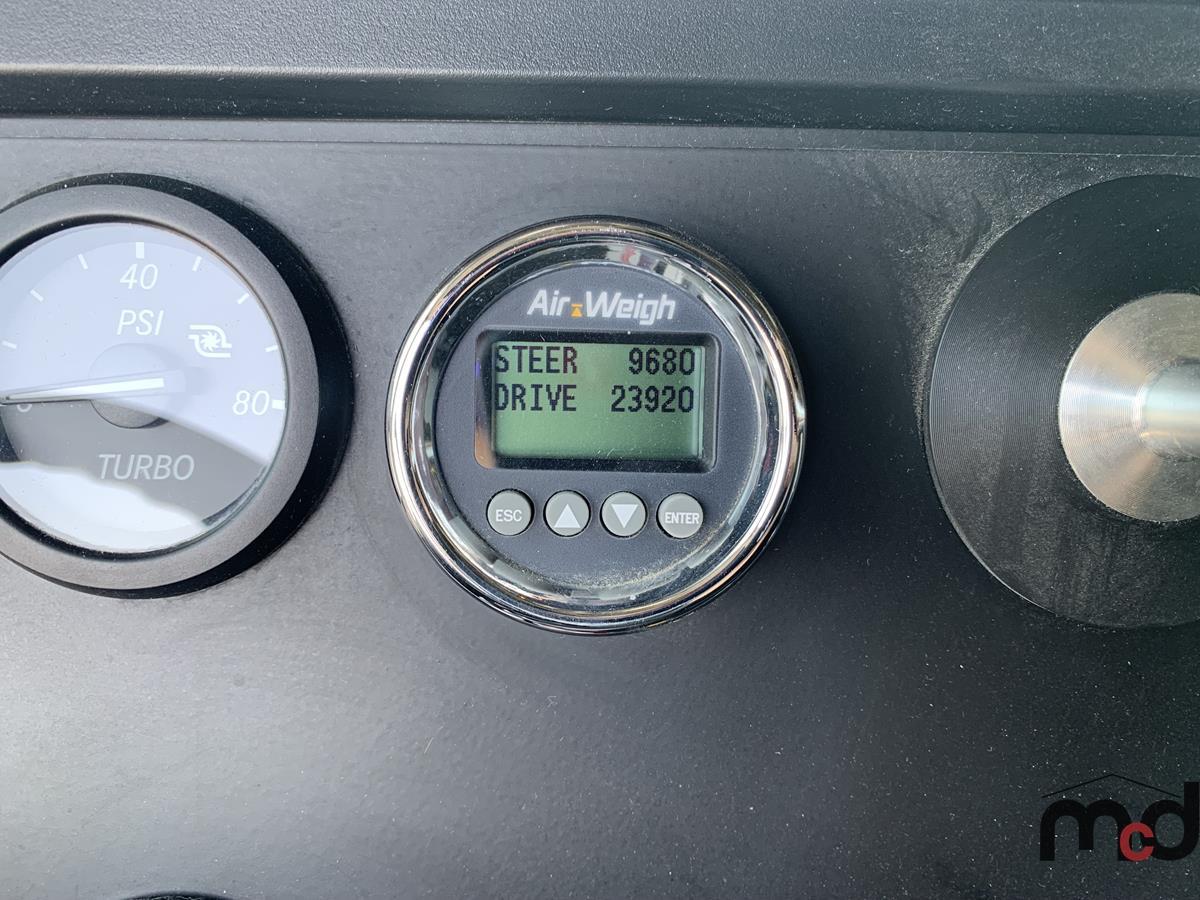 40
PSI
80
TURBO
Air-Weigh
STEER 9680
DRIVE 23920
ESC
ENTER
mcd